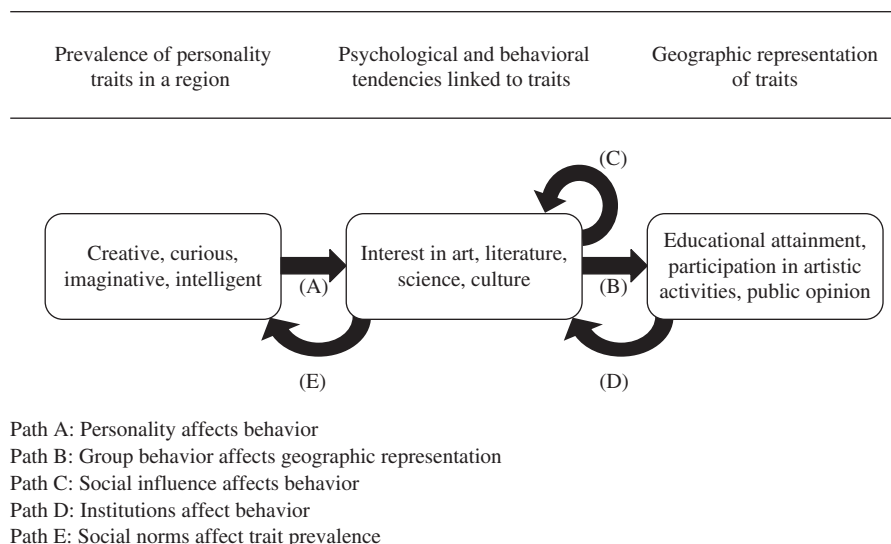 Prevalence of personality
traits in a region
Psychological and behavioral
tendencies linked to traits
Geographic representation
of traits
(C)
Creative, curious,
imaginative, intelligent
(A)
Interest in art, literature,
science, culture
(B)
Educational attainment,
participation in artistic
activities, public opinion
(E)
(D)
Path A: Personality affects behavior
Path B: Group behavior affects geographic representation
Path C: Social influence affects behavior
Path D: Institutions affect behavior
Path E: Social norms affect trait prevalence